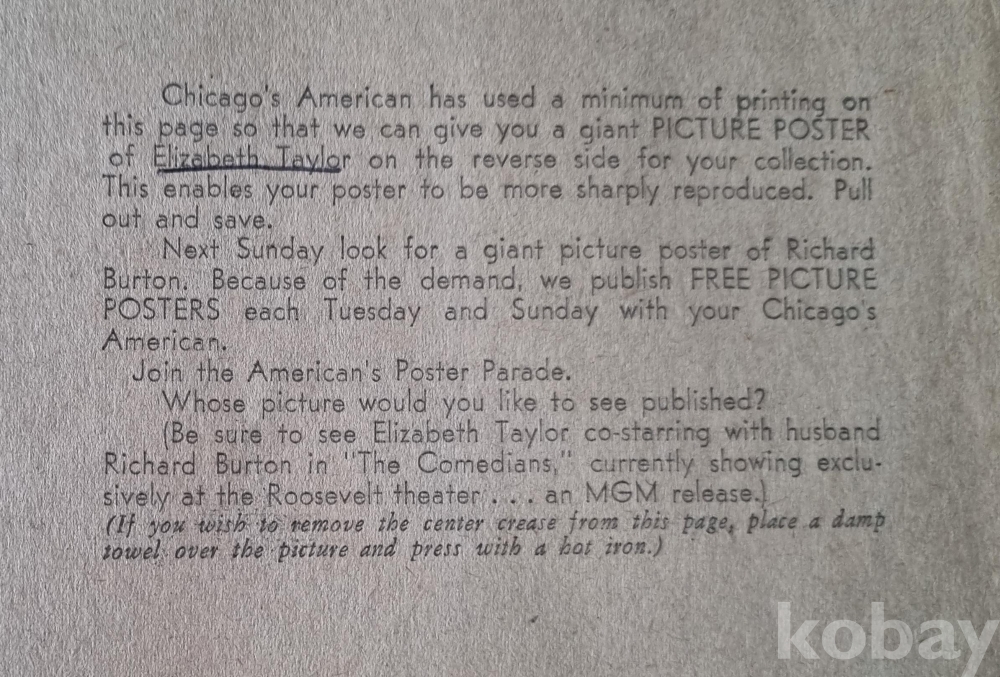 Chicago's American has used a minimum of printing on
this page so that we can give you a giant PICTURE POSTER
of Elizabeth Taylor on the reverse side for your collection.
This enables your poster to be more sharply reproduced. Pull
out and save.
Next Sunday look for a giant picture poster of Richard
Burton. Because of the demand, we publish FREE PICTURE
POSTERS each Tuesday and Sunday with your Chicago's
American.
Join the American's Poster Parade.
Whose picture would you like to see published?
(Be sure to see Elizabeth Taylor co-starring with husband
Richard Burton in "The Comedians," currently showing exclu-
sively at the Roosevelt theater . . . an MGM release.)
(If you wish to remove the center crease from this page, place a damp
towel over the picture and press with a hot iron.)
kobay